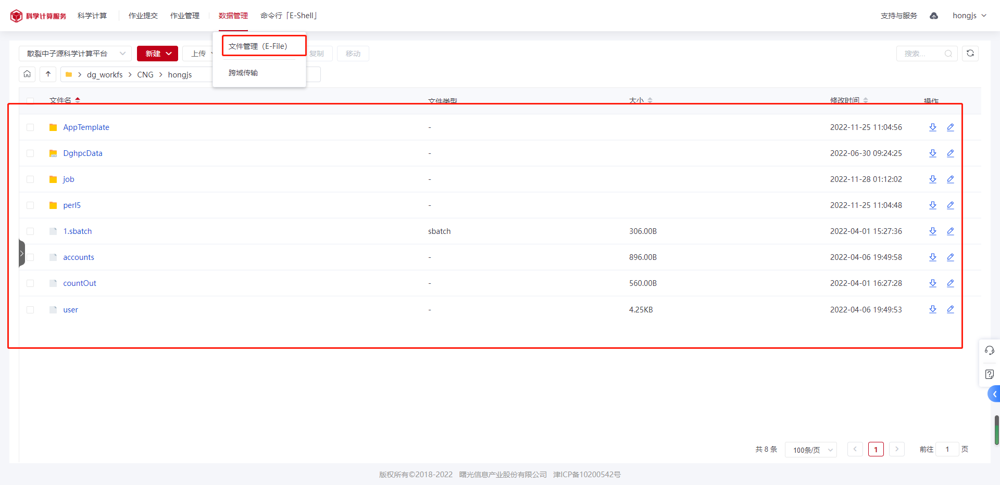 科学计算服务 科学计算 作业提交 作业管理 数据管理 命令行「E-Shell」 支持与服务 hongjs
文件管理（E-File）
跨域传输
散裂中子源科学计算平台 新建 上传 复制 移动 搜索...
dg_workfs CNG hongjs
文件名 文件类型 大小 修改时间 操作
AppTemplate - 2022-11-25 11:04:56
DghpcData - 2022-06-30 09:24:25
job - 2022-11-28 01:12:02
perl5 - 2022-11-25 11:04:48
1.sbatch sbatch 306.00B 2022-04-01 15:27:36
accounts - 896.00B 2022-04-06 19:49:58
countOut - 560.00B 2022-04-01 16:27:28
user - 4.25KB 2022-04-06 19:49:53
共 8 条 100条/页 1 前往 1 页
版权所有©2018-2022 曙光信息产业股份有限公司 津ICP备10200542号